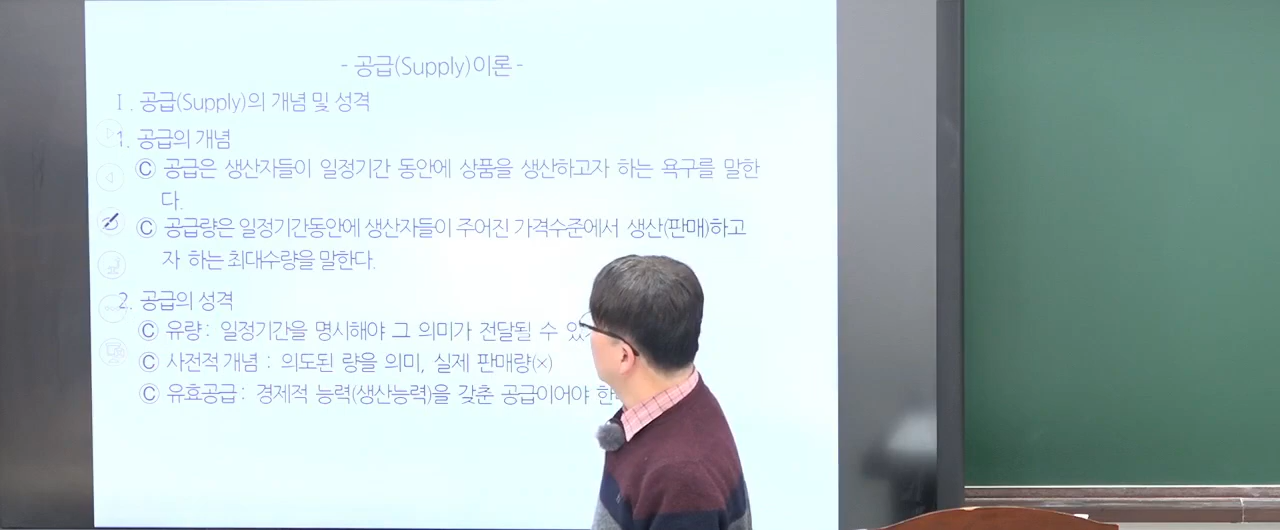 - 공급(Supply)이론 -
Ⅰ. 공급(Supply)의 개념 및 성격
1. 공급의 개념
ⓒ 공급은 생산자들이 일정기간 동안에 상품을 생산하고자 하는 욕구를 말한
다.
ⓒ 공급량은 일정기간동안에 생산자들이 주어진 가격수준에서 생산(판매)하고
자 하는 최대수량을 말한다.
2. 공급의 성격
ⓒ 유량 : 일정기간을 명시해야 그 의미가 전달될 수
ⓒ 사전적 개념 : 의도된 량을 의미, 실제 판매량(×)
ⓒ 유효공급 : 경제적 능력(생산능력)을 갖춘 공급이어야